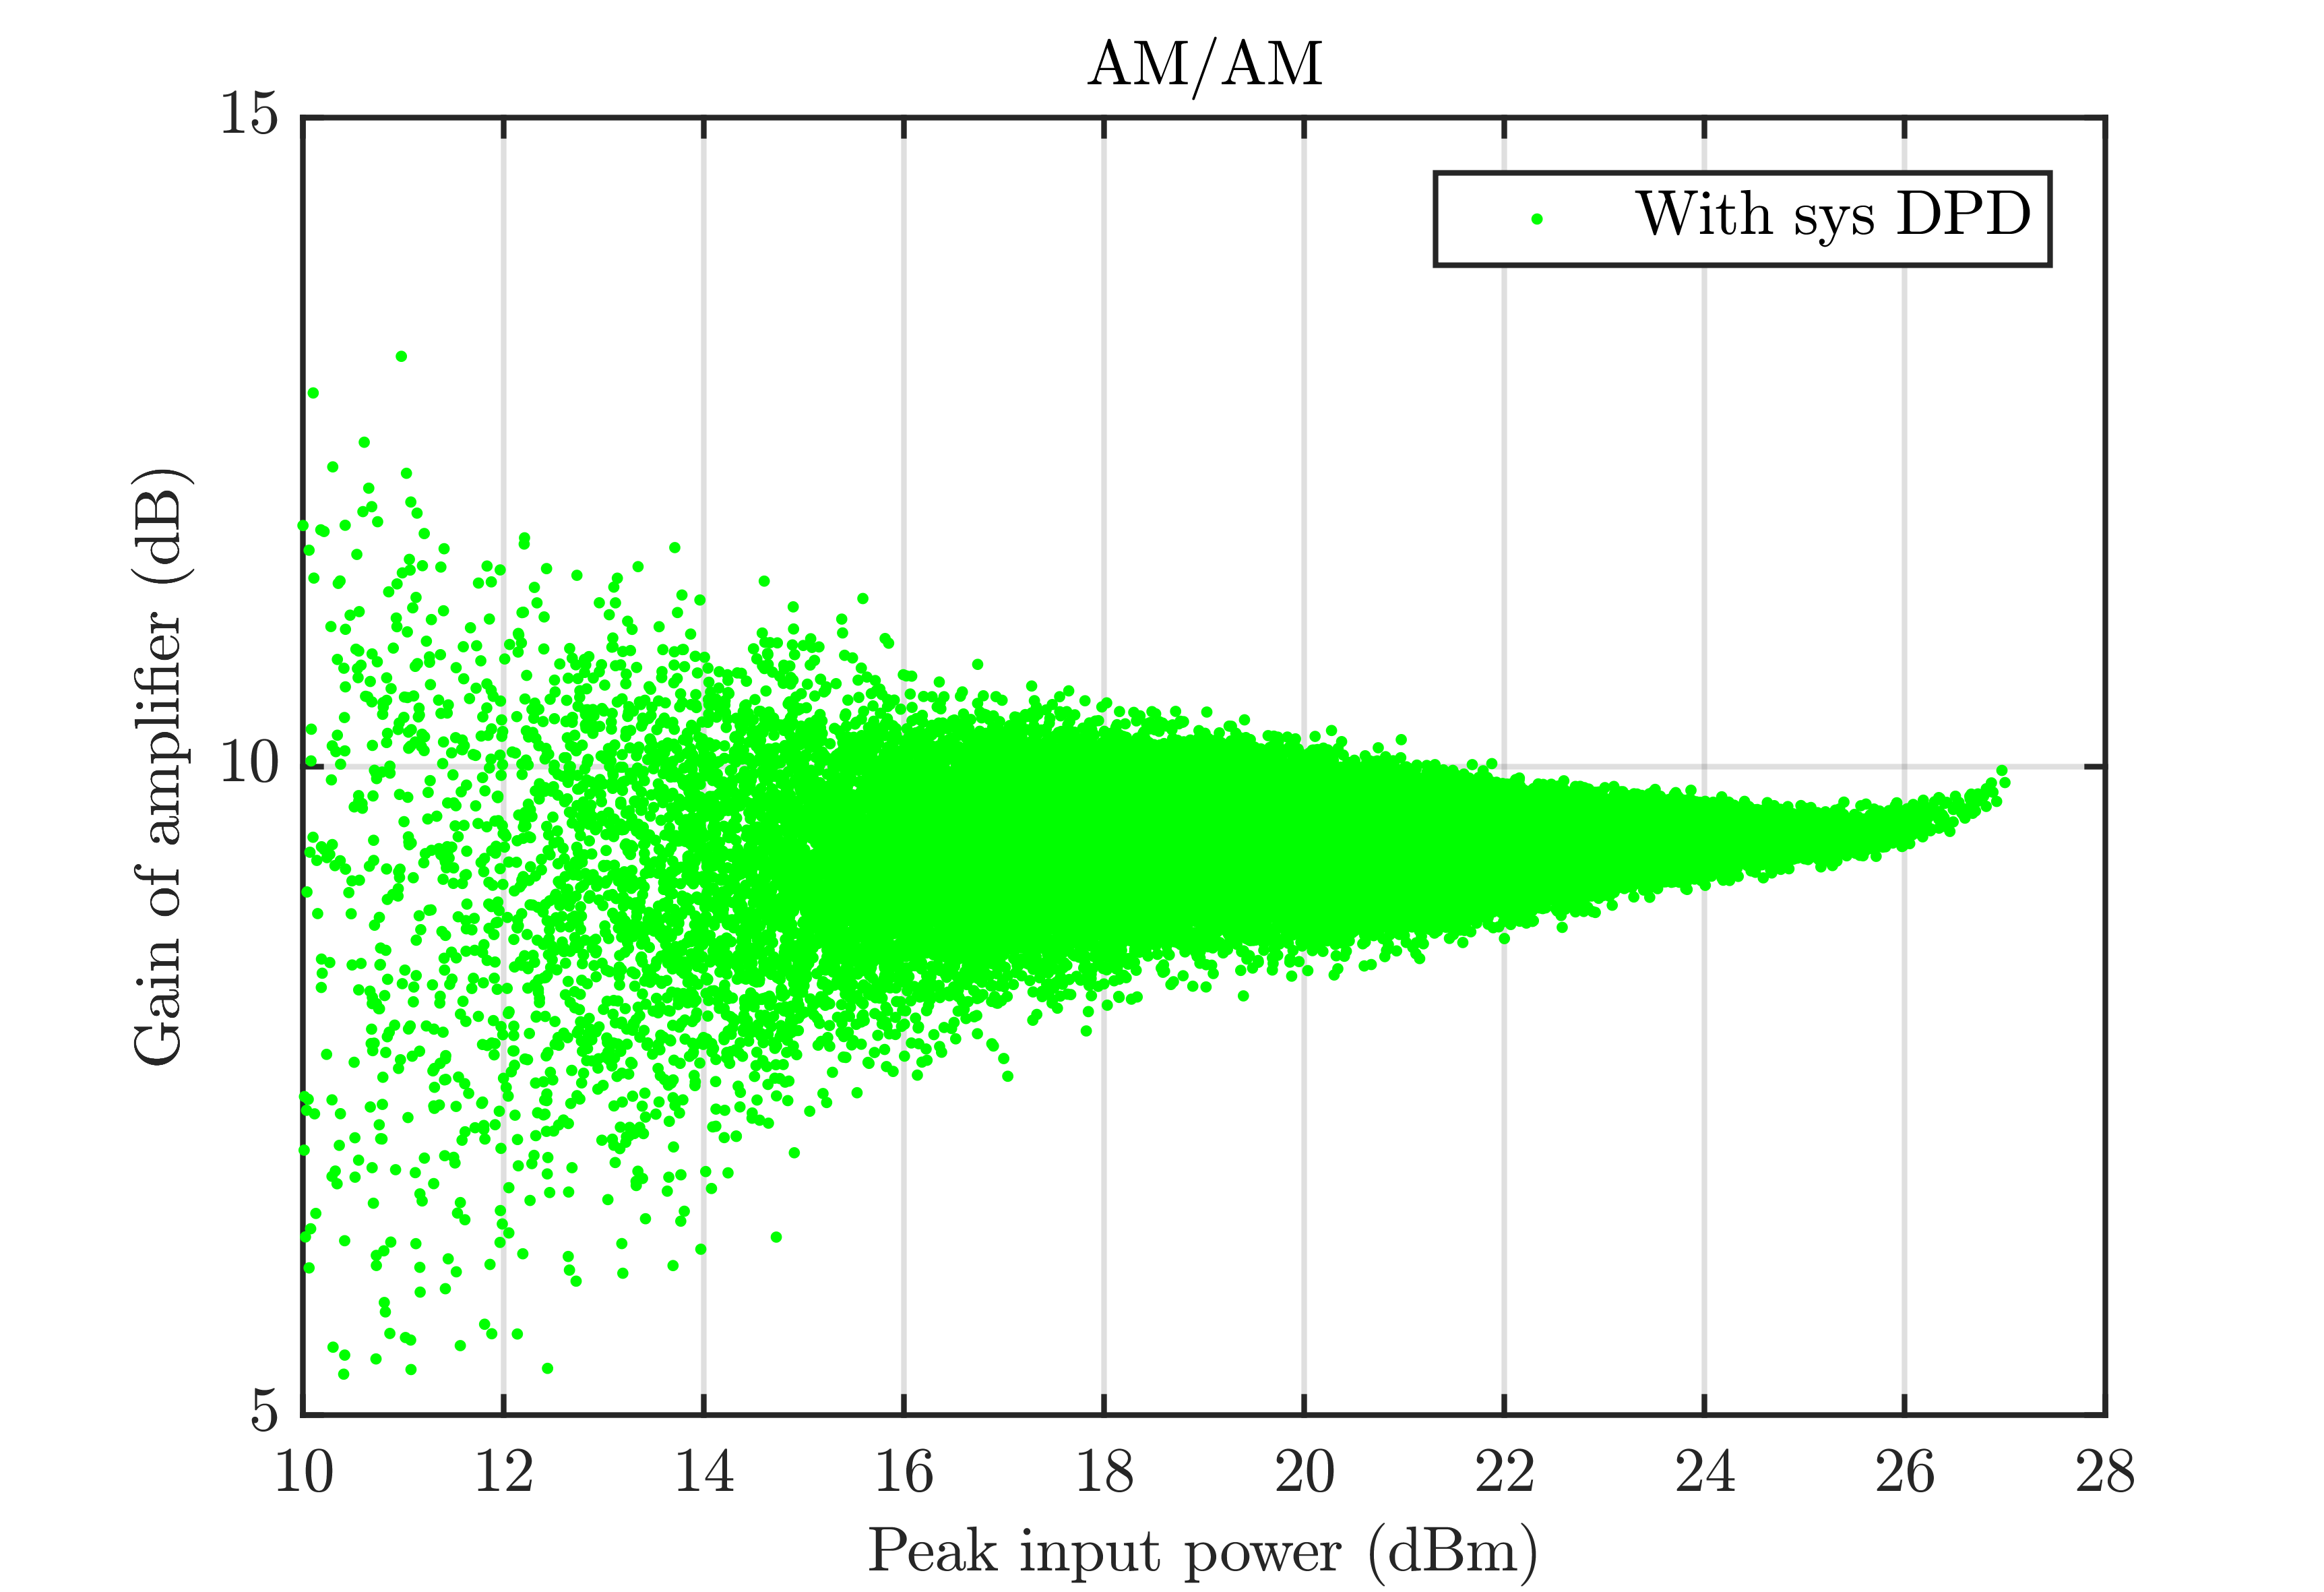 AM/AM
15
With sys DPD
10
Gain of amplifier (dB)
5
10 12 14 16 18 20 22 24 26 28
Peak input power (dBm)